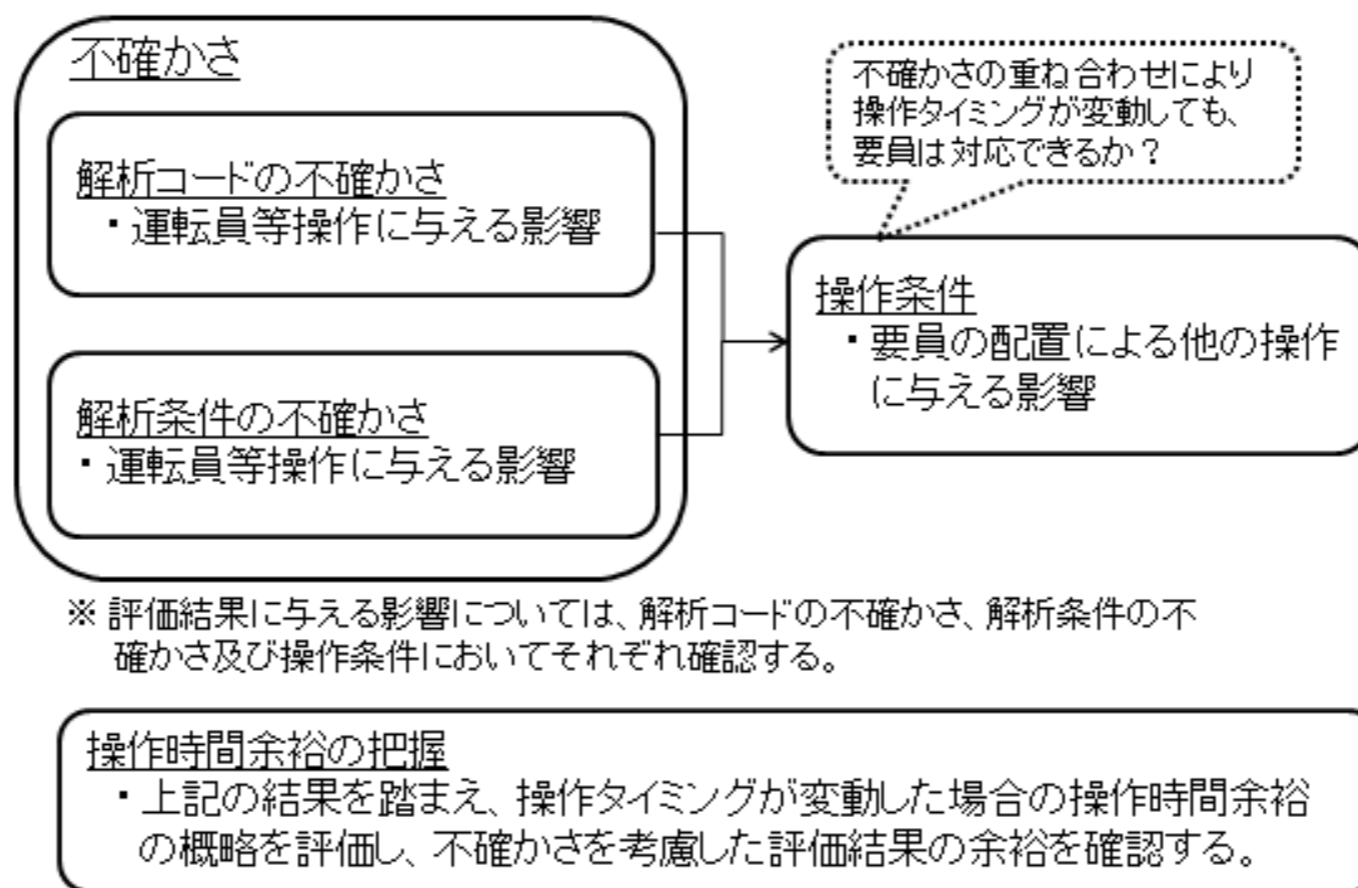 不確かさ
解析コードの不確かさ
・運転員等操作に与える影響
解析条件の不確かさ
・運転員等操作に与える影響
不確かさの重ね合わせにより
操作タイミングが変動しても、
要員は対応できるか？
操作条件
・要員の配置による他の操作
に与える影響
※ 評価結果に与える影響については、解析コードの不確かさ、解析条件の不
確かさ及び操作条件においてそれぞれ確認する。
操作時間余裕の把握
・上記の結果を踏まえ、操作タイミングが変動した場合の操作時間余裕
の概略を評価し、不確かさを考慮した評価結果の余裕を確認する。